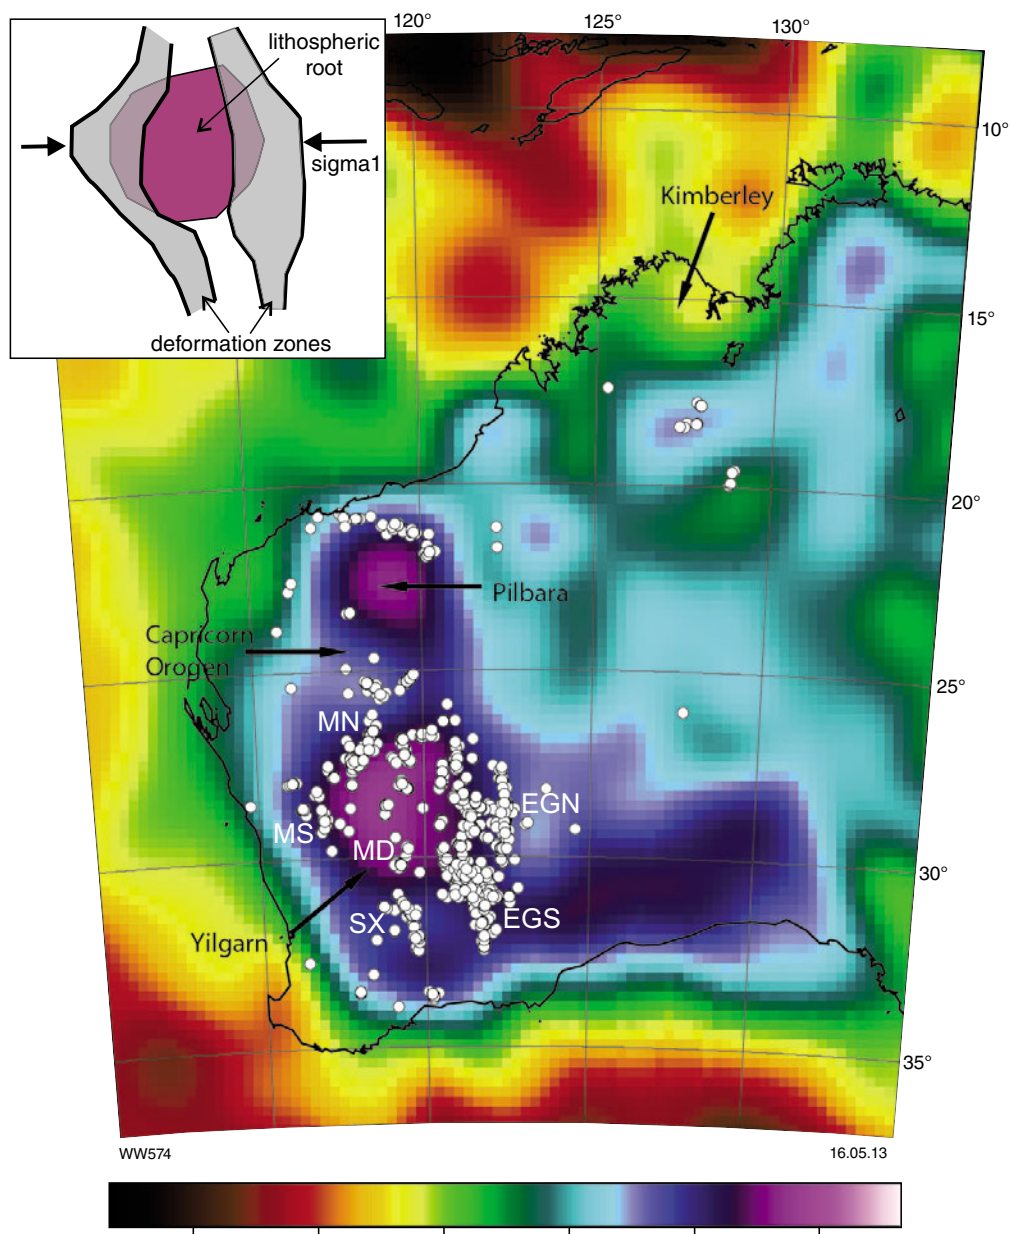 120°
125°
130°
lithospheric
root
sigma1
deformation zones
10°
Kimberley
15°
20°
Pilbara
Capricorn
Orogen
25°
MN
EGN
MS
MD
30°
SX
EGS
Yilgarn
35°
WW574
16.05.13